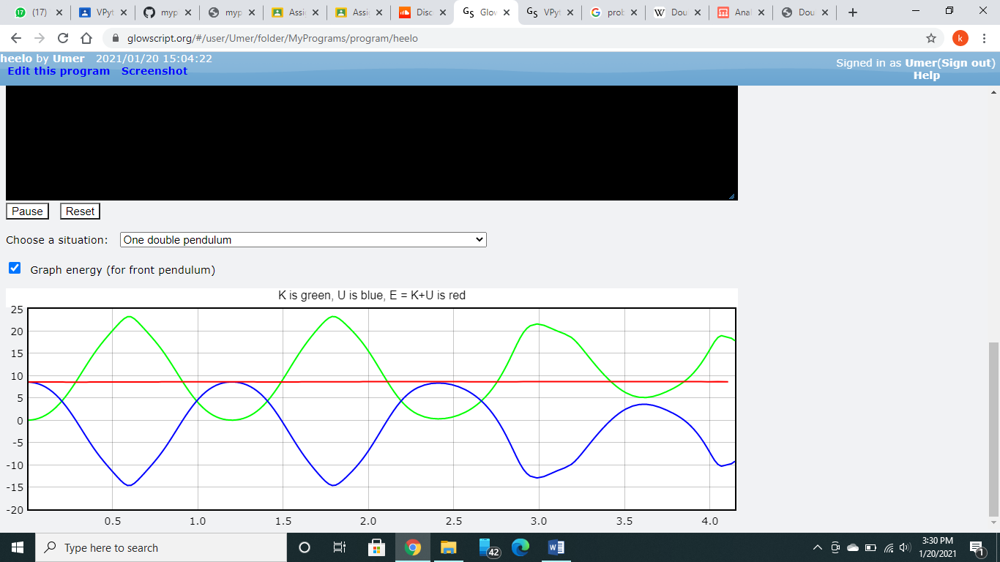 (17)
VPyt
myp
myp
Assi
Assig
Disc
Glow
VPyt
prob
Dou
Anal
Dou
glowscript.org/#/user/Umer/folder/MyPrograms/program/heelo
k
heelo by Umer 2021/01/20 15:04:22
Signed in as Umer(Sign out)
Edit this program Screenshot
Help
Pause Reset
Choose a situation: One double pendulum
Graph energy (for front pendulum)
K is green, U is blue, E = K+U is red
25
20
15
10
5
0
-5
-10
-15
-20
0.5 1.0 1.5 2.0 2.5 3.0 3.5 4.0
Type here to search
42
3:30 PM
1/20/2021
1